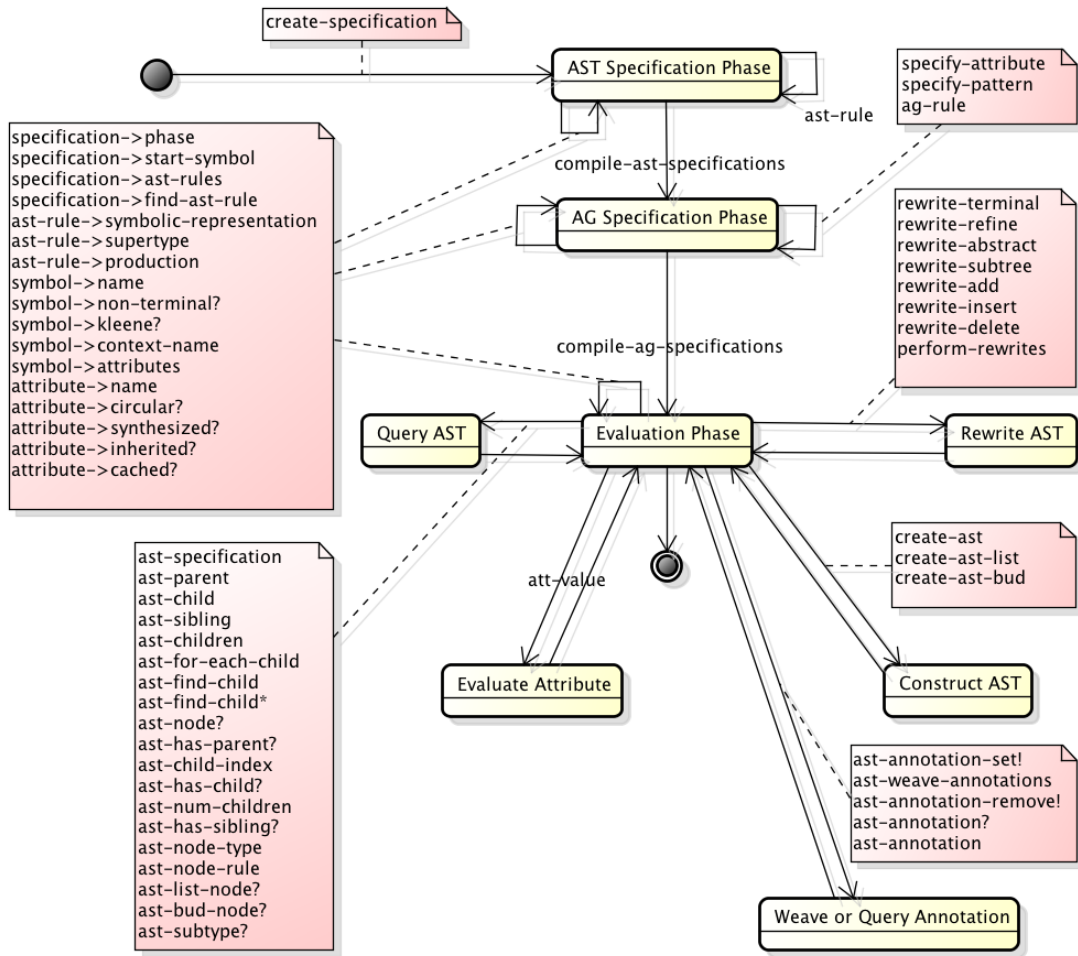 create-specification
AST Specification Phase
specify-attribute
specify-pattern
ag-rule
ast-rule
specification->phase
specification->start-symbol
specification->ast-rules
specification->find-ast-rule
ast-rule->symbolic-representation
ast-rule->supertype
ast-rule->production
symbol->name
symbol->non-terminal?
symbol->kleene?
symbol->context-name
symbol->attributes
attribute->name
attribute->circular?
attribute->synthesized?
attribute->inherited?
attribute->cached?
compile-ast-specifications
AG Specification Phase
rewrite-terminal
rewrite-refine
rewrite-abstract
rewrite-subtree
rewrite-add
rewrite-insert
rewrite-delete
perform-rewrites
compile-ag-specifications
Query AST
Evaluation Phase
Rewrite AST
create-ast
create-ast-list
create-ast-bud
att-value
ast-specification
ast-parent
ast-child
ast-sibling
ast-children
ast-for-each-child
ast-find-child
ast-find-child*
ast-node?
ast-has-parent?
ast-child-index
ast-has-child?
ast-num-children
ast-has-sibling?
ast-node-type
ast-node-rule
ast-list-node?
ast-bud-node?
ast-subtype?
Evaluate Attribute
Construct AST
ast-annotation-set!
ast-weave-annotations
ast-annotation-remove!
ast-annotation?
ast-annotation
Weave or Query Annotation